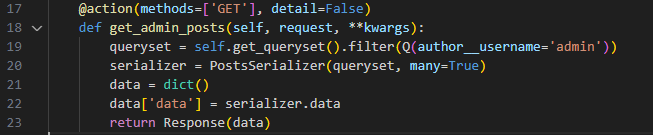 17 @action(methods=['GET'], detail=False)
18 def get_admin_posts(self, request, **kwargs):
19 queryset = self.get_queryset().filter(Q(author__username='admin'))
20 serializer = PostsSerializer(queryset, many=True)
21 data = dict()
22 data['data'] = serializer.data
23 return Response(data)